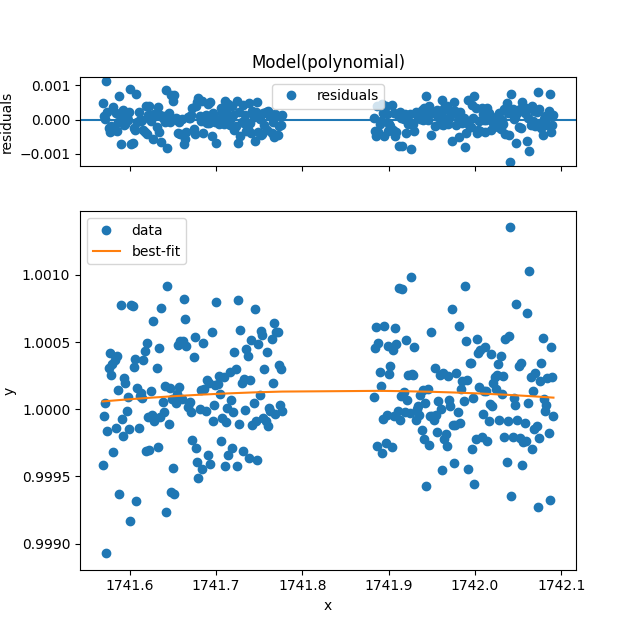 Model(polynomial)
residuals
0.001
0.000
−0.001
residuals
data
best-fit
y
1.0010
1.0005
1.0000
0.9995
0.9990
1741.6
1741.7
1741.8
1741.9
1742.0
1742.1
x